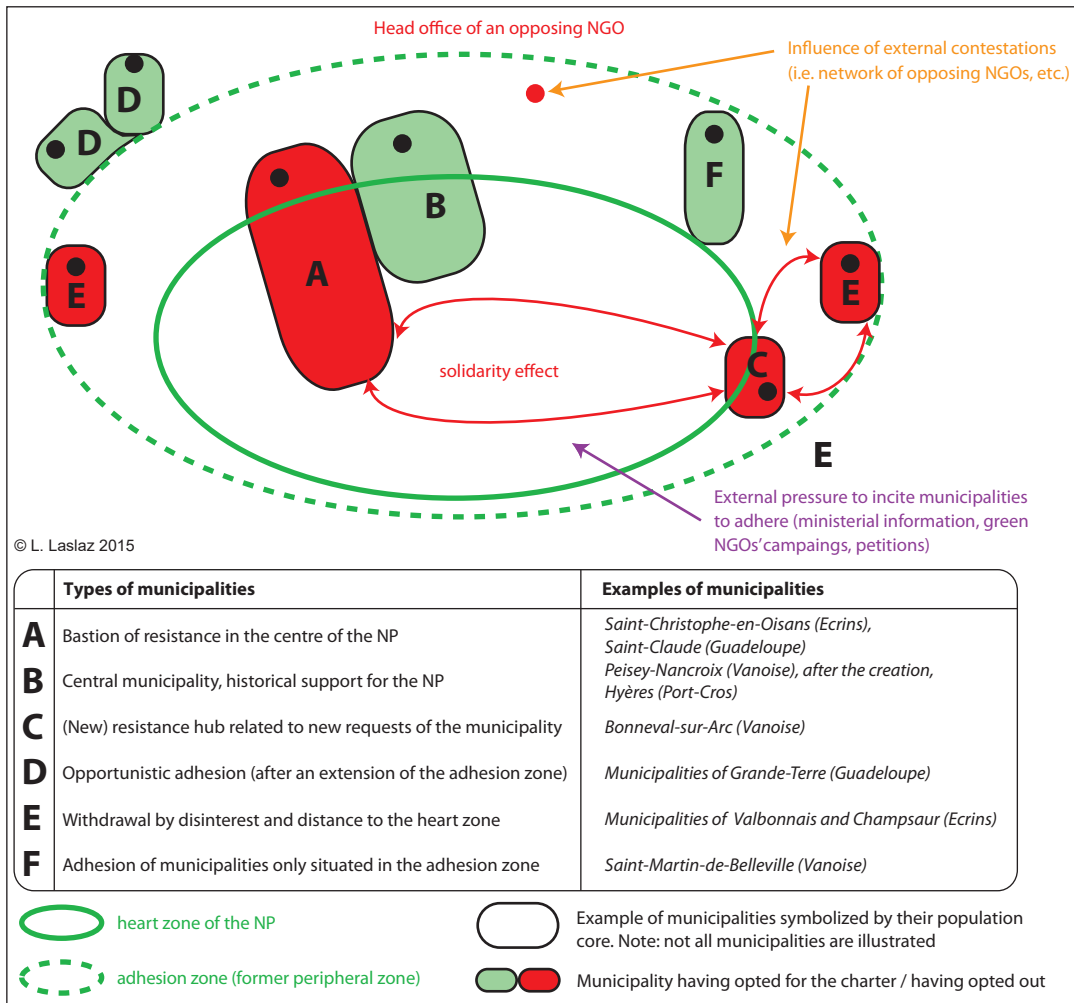 Head office of an opposing NGO
Influence of external contestations
(i.e. network of opposing NGOs, etc.)
D
D
B
F
A
E
E
solidarity effect
C
E
External pressure to incite municipalities
to adhere (ministerial information, green
NGOs'campaings, petitions)
© L. Laslaz 2015
Types of municipalities
Examples of municipalities
A
Bastion of resistance in the centre of the NP
Saint-Christophe-en-Oisans (Ecrins),
Saint-Claude (Guadeloupe)
B
Central municipality, historical support for the NP
Peisey-Nancroix (Vanoise), after the creation,
Hyères (Port-Cros)
C
(New) resistance hub related to new requests of the municipality
Bonneval-sur-Arc (Vanoise)
D
Opportunistic adhesion (after an extension of the adhesion zone)
Municipalities of Grande-Terre (Guadeloupe)
E
Withdrawal by disinterest and distance to the heart zone
Municipalities of Valbonnais and Champsaur (Ecrins)
F
Adhesion of municipalities only situated in the adhesion zone
Saint-Martin-de-Belleville (Vanoise)
heart zone of the NP
Example of municipalities symbolized by their population
core. Note: not all municipalities are illustrated
adhesion zone (former peripheral zone)
Municipality having opted for the charter / having opted out